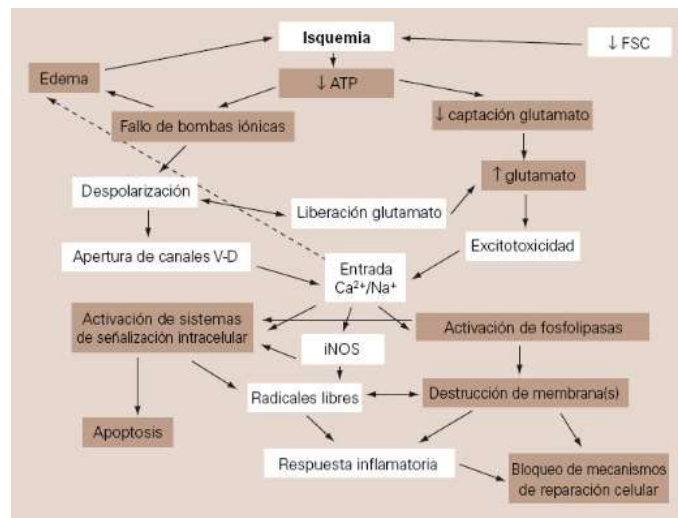 Isquemia
↓ FSC
Edema
↓ ATP
Fallo de bombas iónicas
↓ captación glutamato
↑ glutamato
Despolarización
Liberación glutamato
Excitotoxicidad
Apertura de canales V-D
Entrada
Ca²⁺/Na⁺
Activación de sistemas
de señalización intracelular
iNOS
Activación de fosfolipasas
Radicales libres
Destrucción de membrana(s)
Apoptosis
Respuesta inflamatoria
Bloqueo de mecanismos
de reparación celular